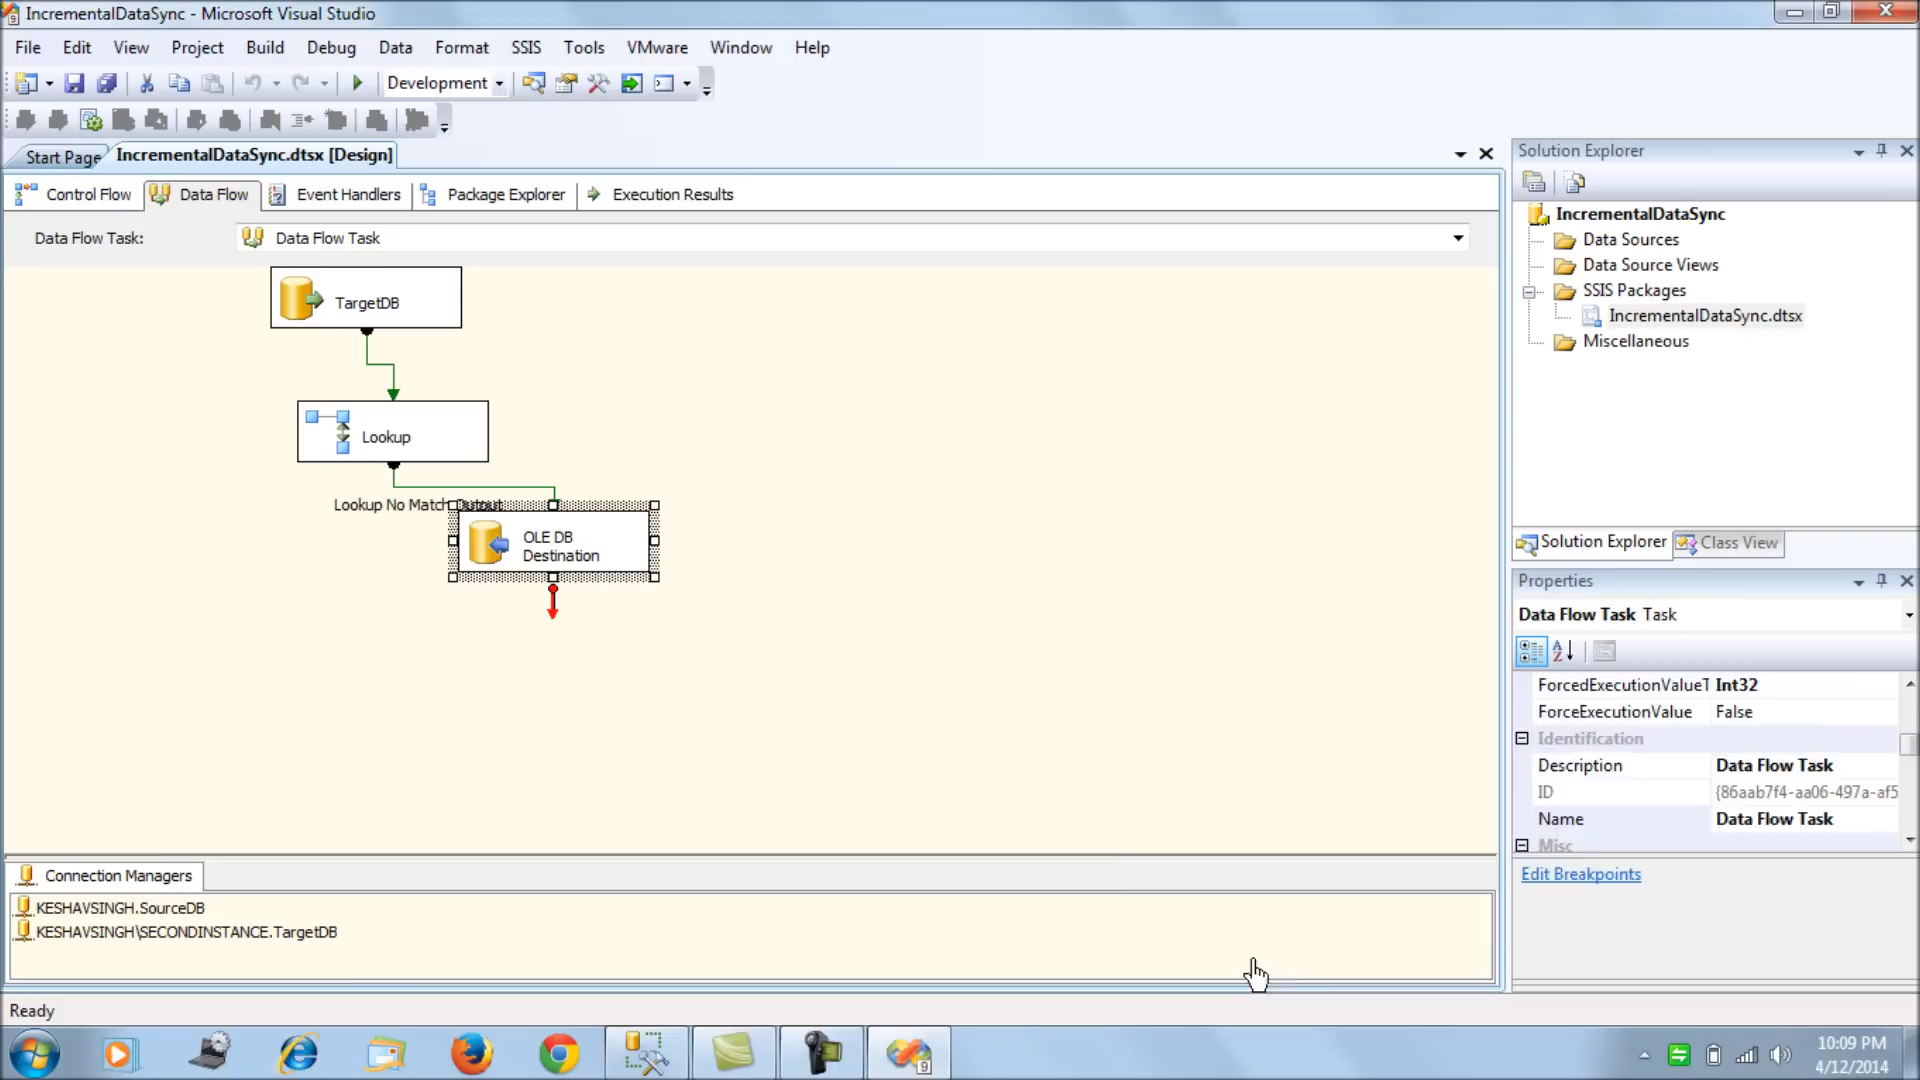 IncrementalDataSync - Microsoft Visual Studio
File Edit View Project Build Debug Data Format SSIS Tools VMware Window Help
Development
Start Page IncrementalDataSync.dtsx [Design]
Control Flow Data Flow Event Handlers Package Explorer Execution Results
Data Flow Task: Data Flow Task
TargetDB
Lookup
Lookup No Match Output
OLE DB
Destination
Connection Managers
KESHAVSINGH.SourceDB
KESHAVSINGH\SECONDINSTANCE.TargetDB
Ready
Solution Explorer
IncrementalDataSync
Data Sources
Data Source Views
SSIS Packages
IncrementalDataSync.dtsx
Miscellaneous
Solution Explorer Class View
Properties
Data Flow Task Task
ForcedExecutionValueT Int32
ForceExecutionValue False
Identification
Description Data Flow Task
ID {86aab7f4-aa06-497a-af5
Name Data Flow Task
Misc
Edit Breakpoints
10:09 PM
4/12/2014